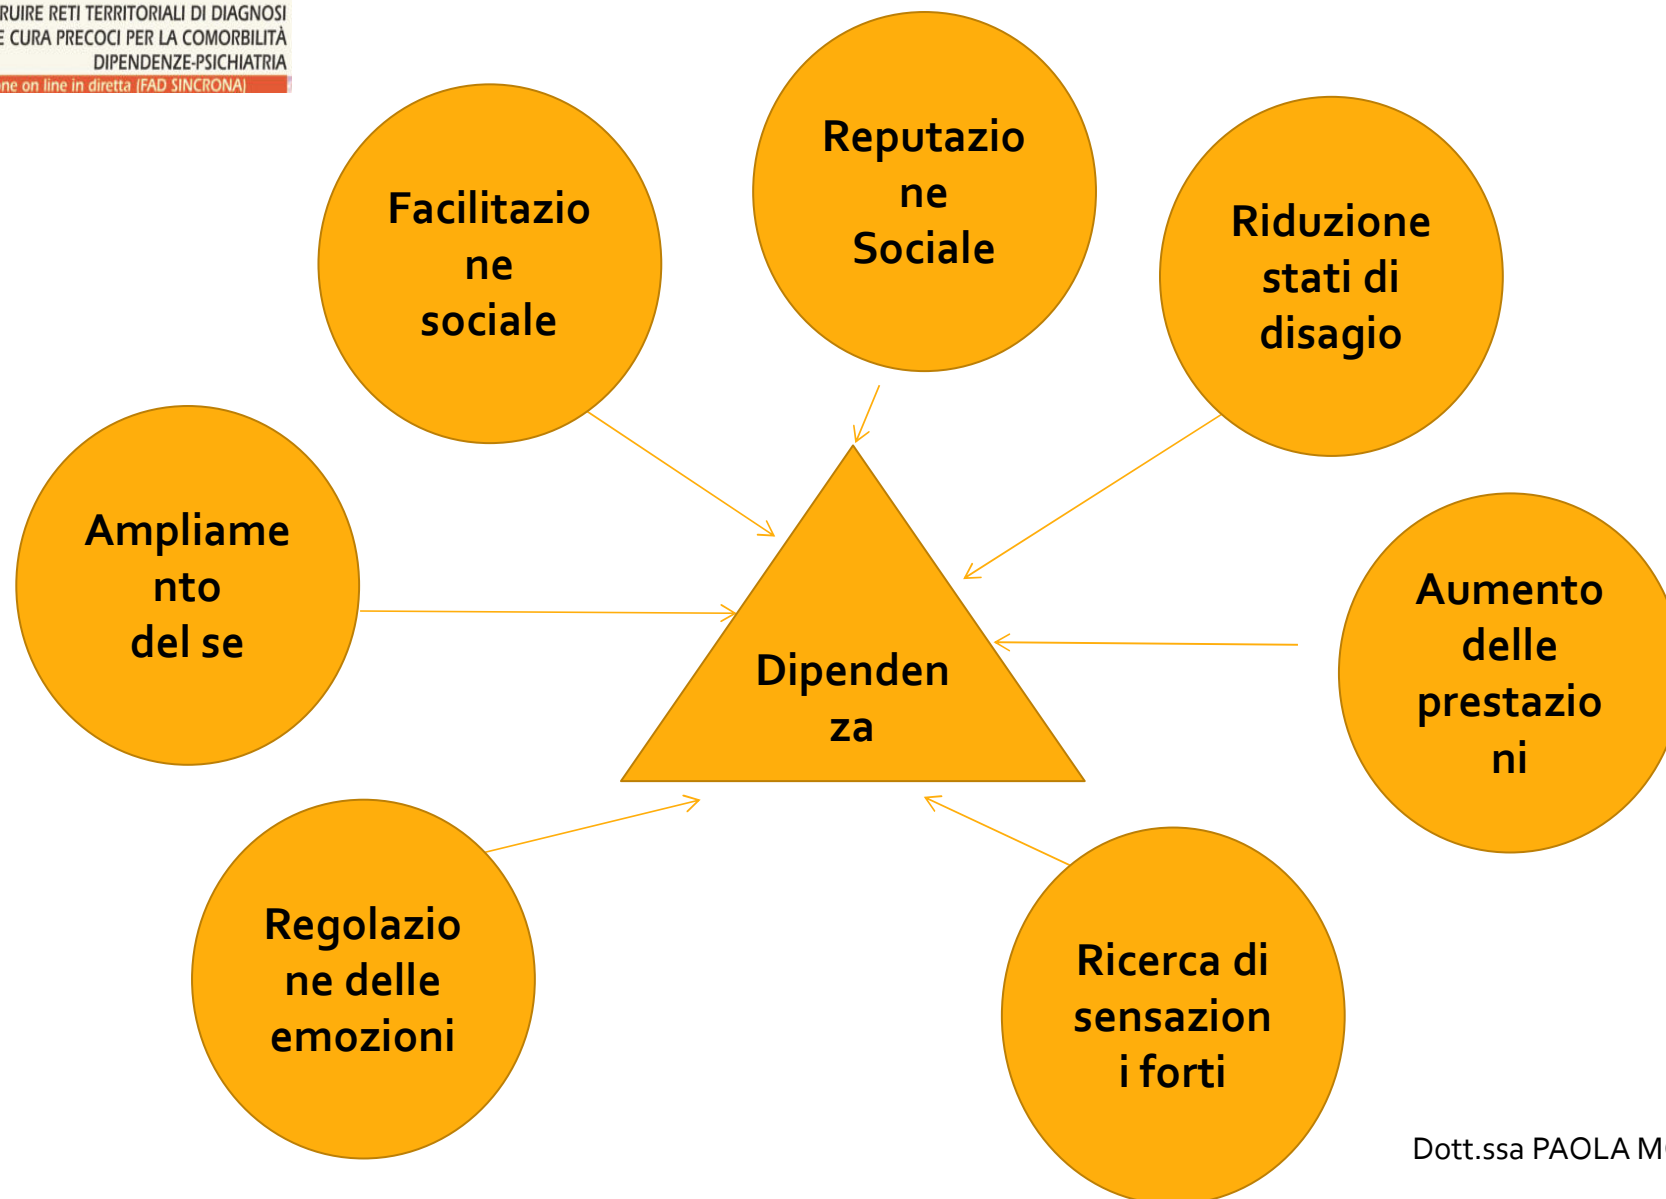 RUIRE RETI TERRITORIALI DI DIAGNOSI
E CURA PRECOCI PER LA COMORBILITÀ
DIPENDENZE-PSICHIATRIA
ne on line in diretta (FAD SINCRONA)
Reputazio
ne
Sociale
Facilitazio
ne
sociale
Riduzione
stati di
disagio
Ampliame
nto
del se
Aumento
delle
prestazio
ni
Dipenden
za
Regolazio
ne delle
emozioni
Ricerca di
sensazion
i forti
Dott.ssa PAOLA M